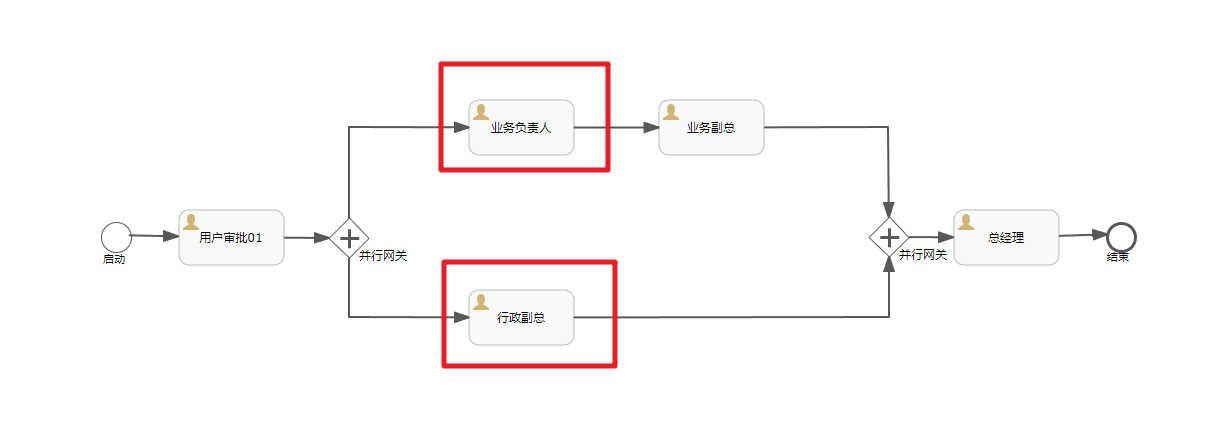 业务负责人
业务副总
启动
用户审批01
并行网关
行政副总
并行网关
总经理
结束